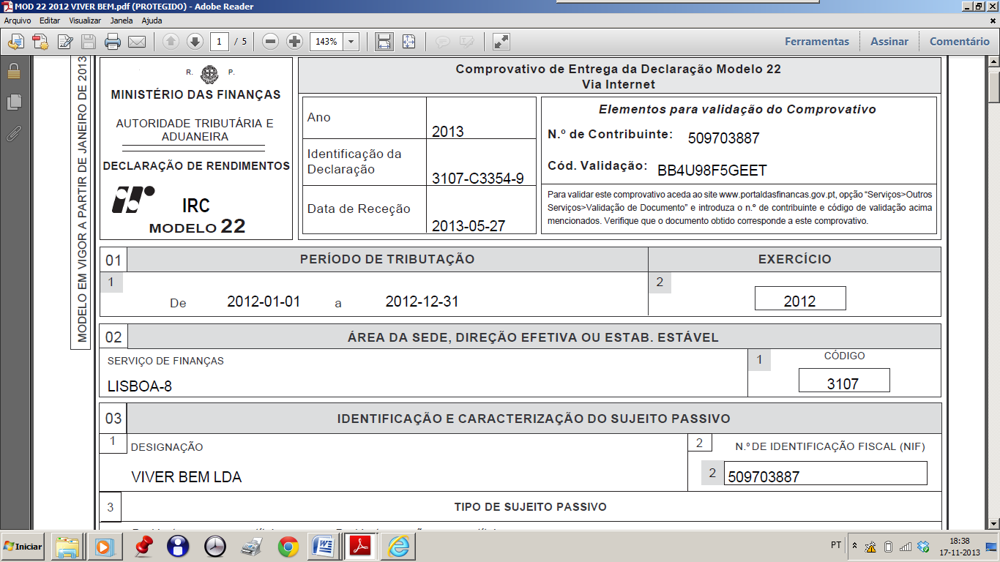 MOD 22 2012 VIVER BEM.pdf (PROTEGIDO) - Adobe Reader
Arquivo Editar Visualizar Janela Ajuda
1 / 5 143% Ferramentas Assinar Comentário
MODELO EM VIGOR A PARTIR DE JANEIRO DE 2013
R. P.
MINISTÉRIO DAS FINANÇAS
AUTORIDADE TRIBUTÁRIA E
ADUANEIRA
DECLARAÇÃO DE RENDIMENTOS
IRC
MODELO 22
Comprovativo de Entrega da Declaração Modelo 22
Via Internet
Ano
2013
Identificação da
Declaração
3107-C3354-9
Data de Receção
2013-05-27
Elementos para validação do Comprovativo
N.º de Contribuinte: 509703887
Cód. Validação: BB4U98F5GEET
Para validar este comprovativo aceda ao site www.portaldasfinancas.gov.pt, opção “Serviços>Outros
Serviços>Validação de Documento” e introduza o n.º de contribuinte e código de validação acima
mencionados. Verifique que o documento obtido corresponde a este comprovativo.
01 PERÍODO DE TRIBUTAÇÃO EXERCÍCIO
1 2
De 2012-01-01 a 2012-12-31 2012
02 ÁREA DA SEDE, DIREÇÃO EFETIVA OU ESTAB. ESTÁVEL
SERVIÇO DE FINANÇAS 1 CÓDIGO
LISBOA-8 3107
03 IDENTIFICAÇÃO E CARACTERIZAÇÃO DO SUJEITO PASSIVO
1 DESIGNAÇÃO 2 N.º DE IDENTIFICAÇÃO FISCAL (NIF)
VIVER BEM LDA 2 509703887
3 TIPO DE SUJEITO PASSIVO
Iniciar PT 18:38
17-11-2013